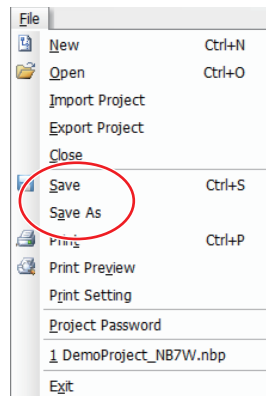 File
New Ctrl+N
Open Ctrl+O
Import Project
Export Project
Close
Save Ctrl+S
Save As
Print Ctrl+P
Print Preview
Print Setting
Project Password
1 DemoProject_NB7W.nbp
Exit